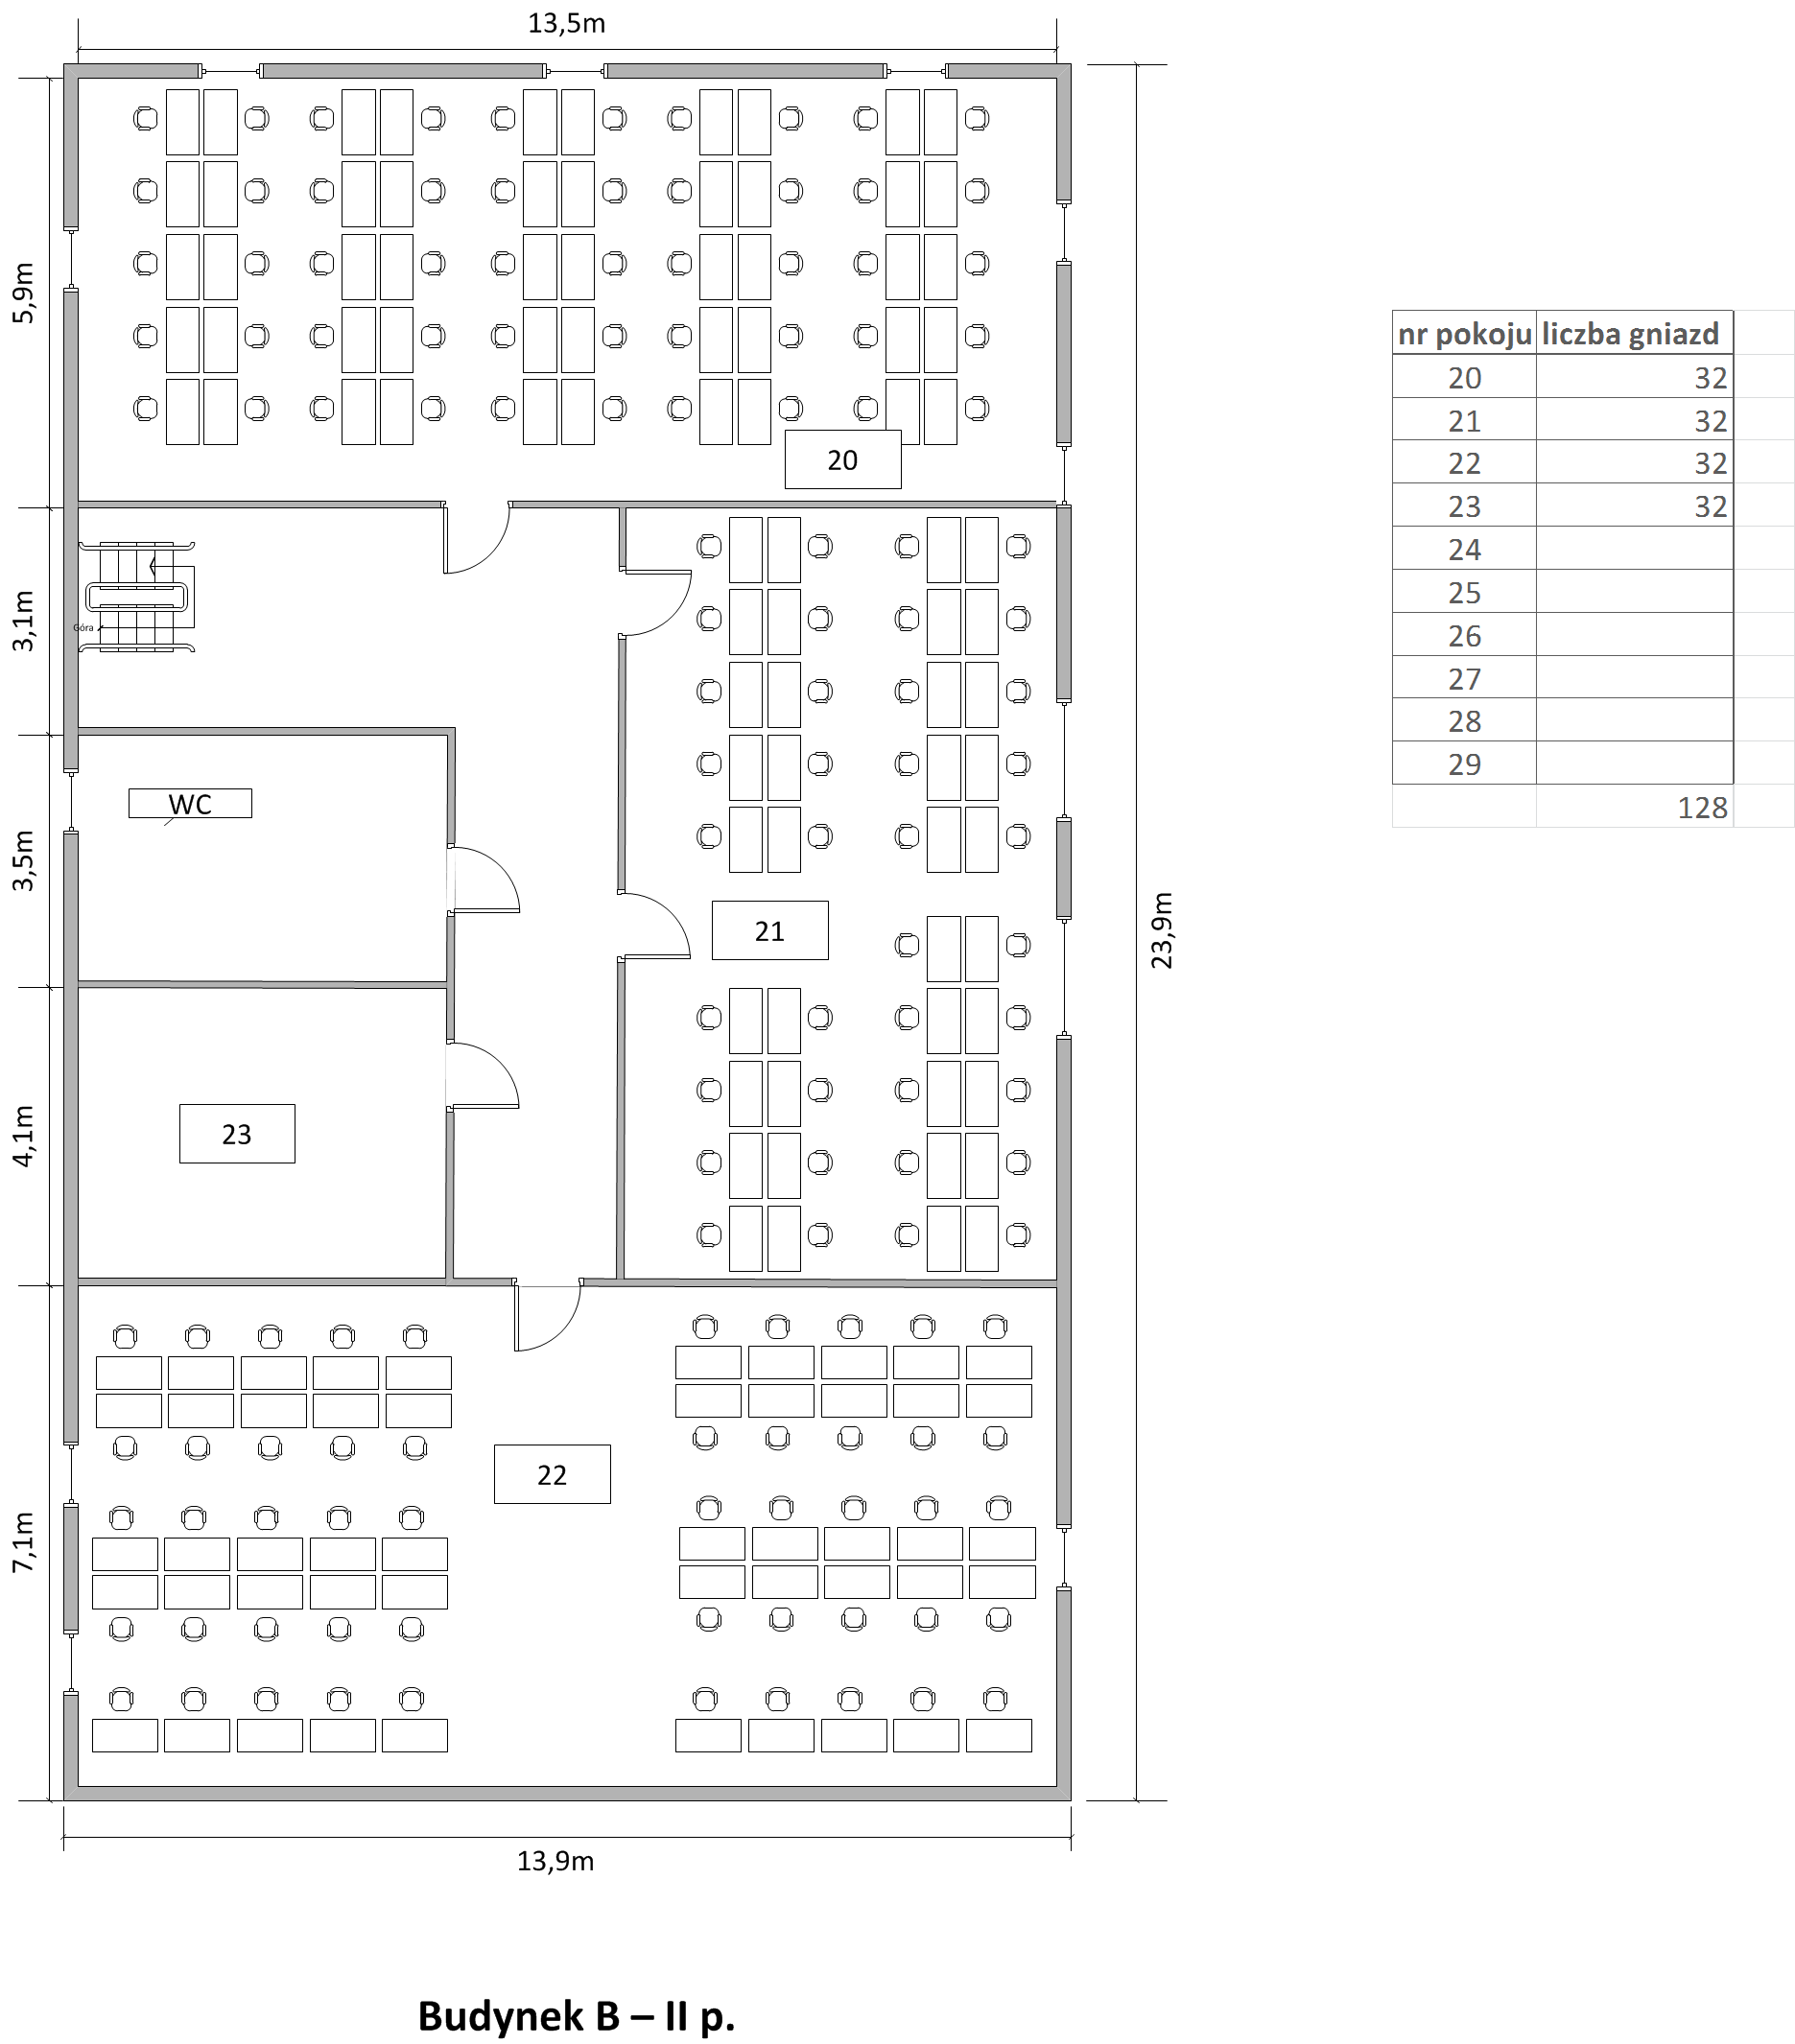 13,5m
5,9m
20
nr pokoju liczba gniazd
20 32
21 32
22 32
23 32
24
25
26
27
28
29
128
3,1m
Góra
WC
3,5m
21
23,9m
4,1m
23
22
7,1m
13,9m
Budynek B – II p.